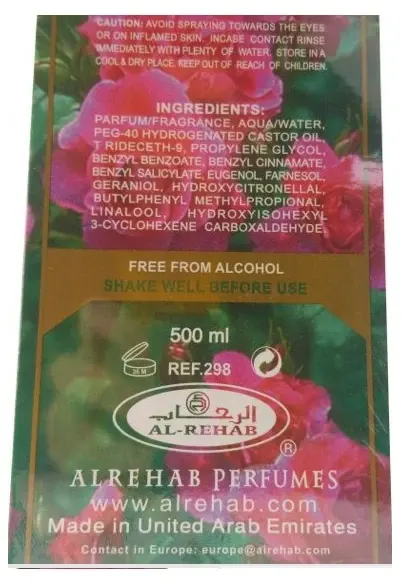 CAUTION: AVOID SPRAYING TOWARDS THE EYES
OR ON INFLAMED SKIN. INCASE CONTACT RINSE
IMMEDIATELY WITH PLENTY OF WATER. STORE IN A
COOL & DRY PLACE. KEEP OUT OF REACH OF CHILDREN.
INGREDIENTS:
PARFUM/FRAGRANCE, AQUA/WATER,
PEG-40 HYDROGENATED CASTOR OIL,
T RIDECETH-9, PROPYLENE GLYCOL,
BENZYL BENZOATE, BENZYL CINNAMATE,
BENZYL SALICYLATE, EUGENOL, FARNESOL,
GERANIOL, HYDROXYCITRONELLAL,
BUTYLPHENYL METHYLPROPIONAL,
LINALOOL, HYDROXYISOHEXYL
3-CYCLOHEXENE CARBOXALDEHYDE.
FREE FROM ALCOHOL
SHAKE WELL BEFORE USE
500 ml
36 M
REF.298
الرحاب
AL-REHAB
®
ALREHAB PERFUMES
www.alrehab.com
Made in United Arab Emirates
Contact in Europe: europe@alrehab.com